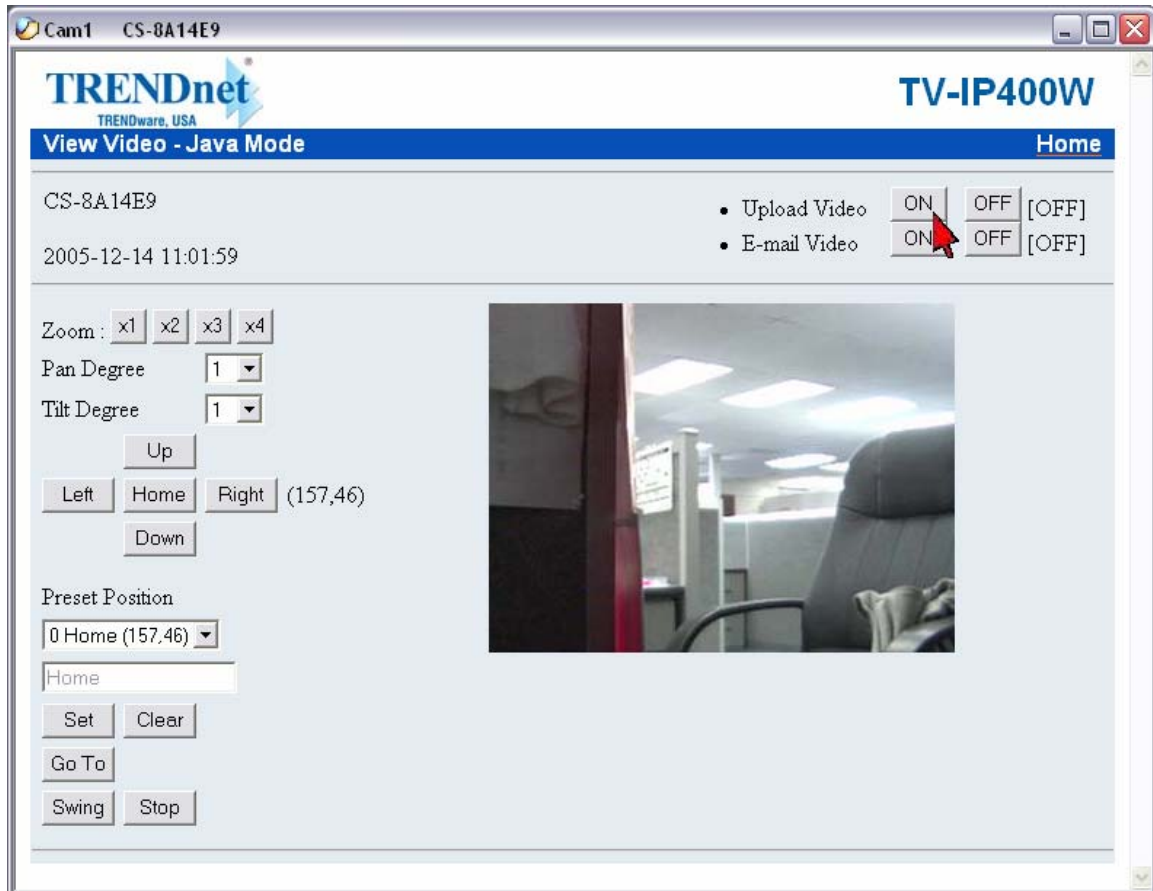 Cam1 CS-8A14E9
TRENDnet
TRENDware, USA
TV-IP400W
View Video - Java Mode
Home
CS-8A14E9
2005-12-14 11:01:59
• Upload Video ON OFF [OFF]
• E-mail Video ON OFF [OFF]
Zoom : x1 x2 x3 x4
Pan Degree 1
Tilt Degree 1
Up
Left Home Right (157,46)
Down
Preset Position
0 Home (157,46)
Home
Set Clear
Go To
Swing Stop